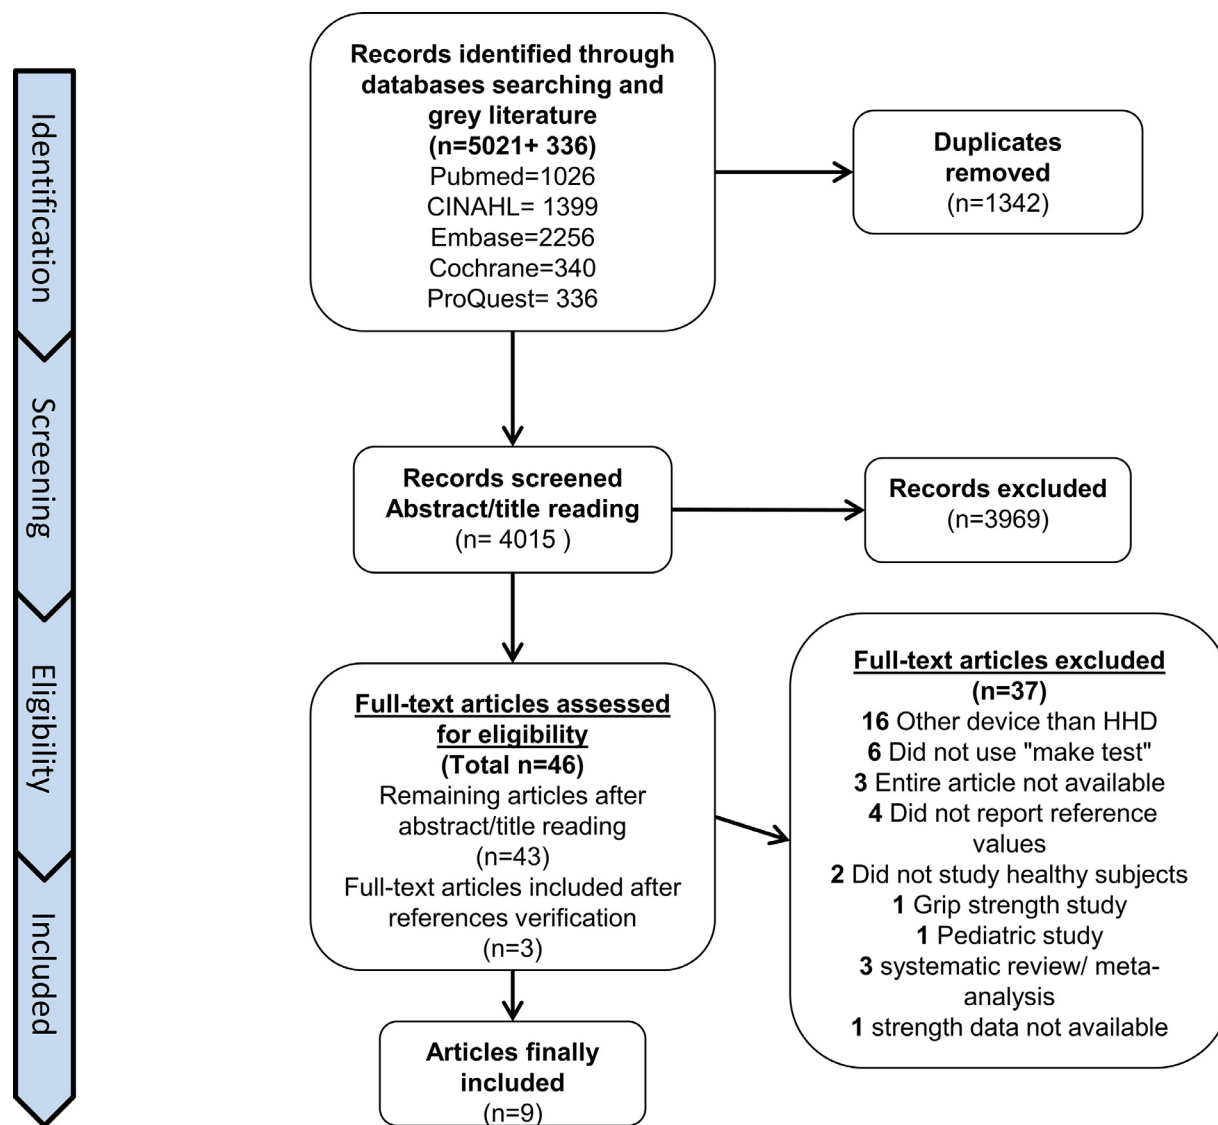 Identification
Records identified through
databases searching and
grey literature
(n=5021+ 336)
Pubmed=1026
CINAHL= 1399
Embase=2256
Cochrane=340
ProQuest= 336
Duplicates
removed
(n=1342)
Screening
Records screened
Abstract/title reading
(n= 4015 )
Records excluded
(n=3969)
Eligibility
Full-text articles assessed
for eligibility
(Total n=46)
Remaining articles after
abstract/title reading
(n=43)
Full-text articles included after
references verification
(n=3)
Full-text articles excluded
(n=37)
16 Other device than HHD
6 Did not use "make test"
3 Entire article not available
4 Did not report reference
values
2 Did not study healthy subjects
1 Grip strength study
1 Pediatric study
3 systematic review/ meta-
analysis
1 strength data not available
Included
Articles finally
included
(n=9)